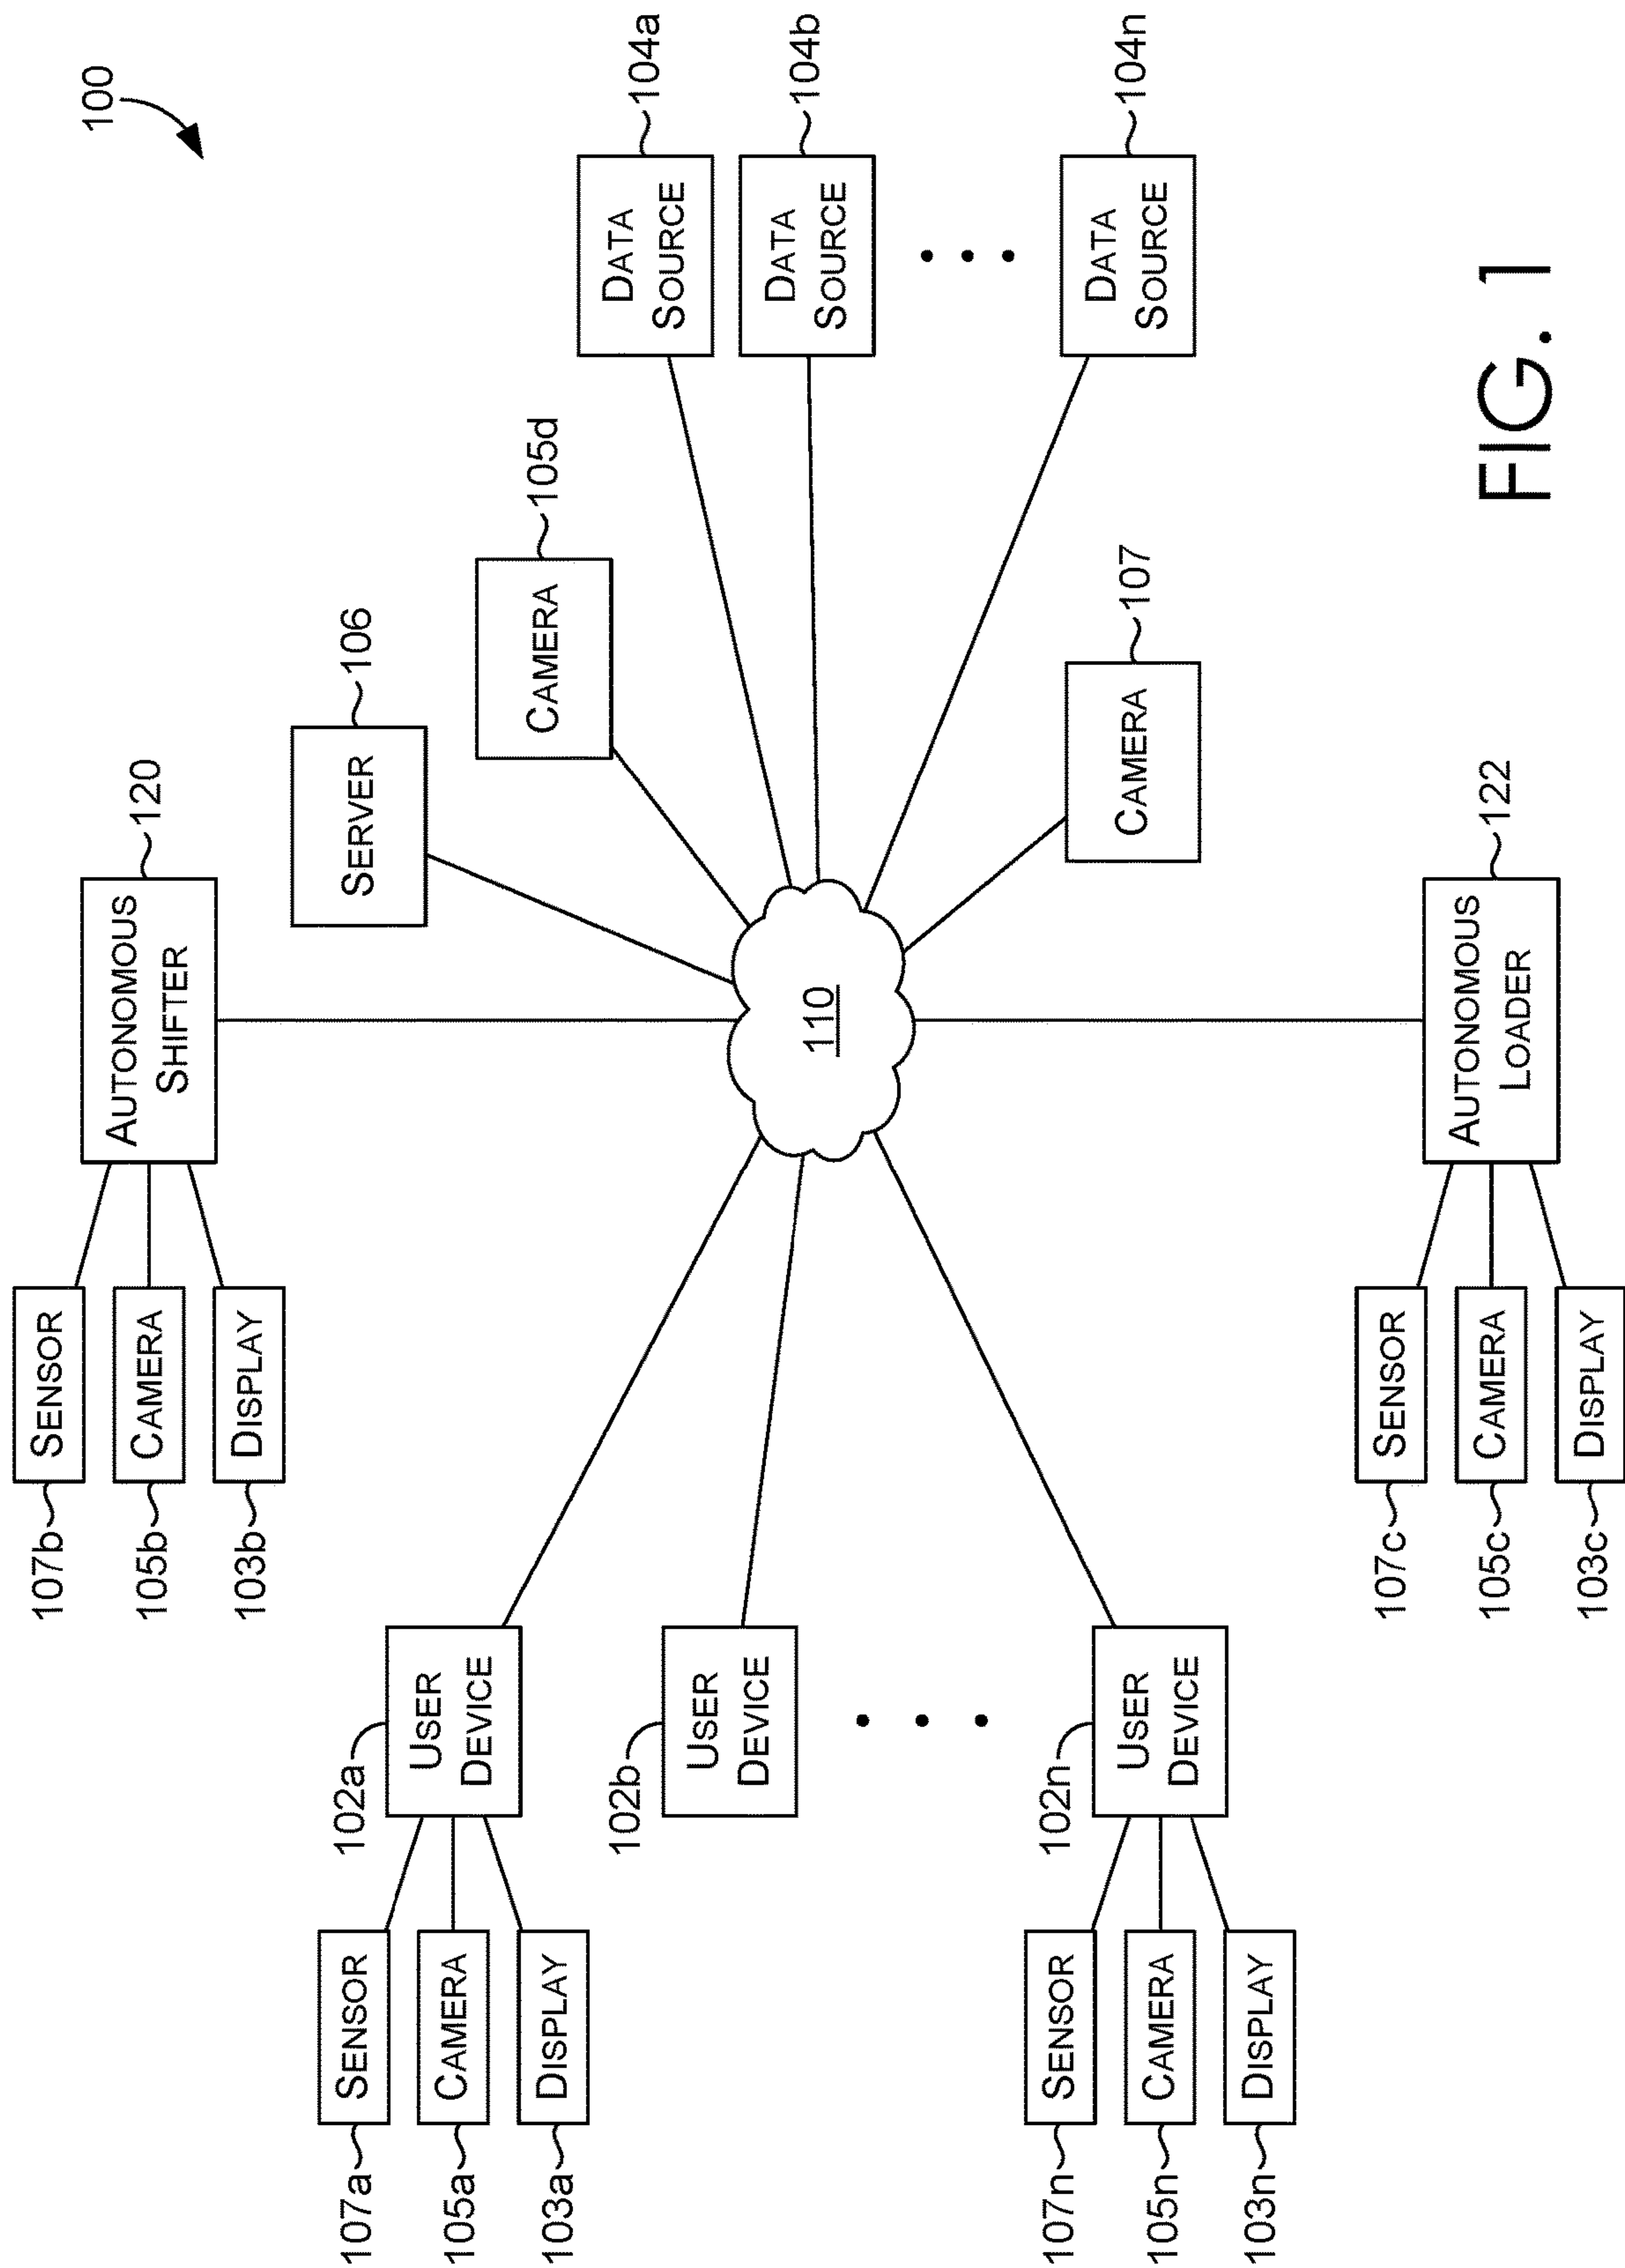 100
107b
SENSOR
105b
CAMERA
103b
DISPLAY
AUTONOMOUS
SHIFTER
120
SERVER
106
CAMERA
105d
102a
USER
DEVICE
107a
SENSOR
105a
CAMERA
103a
DISPLAY
102b
USER
DEVICE
110
DATA
SOURCE
104a
DATA
SOURCE
104b
DATA
SOURCE
104n
102n
USER
DEVICE
107n
SENSOR
105n
CAMERA
103n
DISPLAY
CAMERA
107
107c
SENSOR
105c
CAMERA
103c
DISPLAY
AUTONOMOUS
LOADER
122
FIG. 1